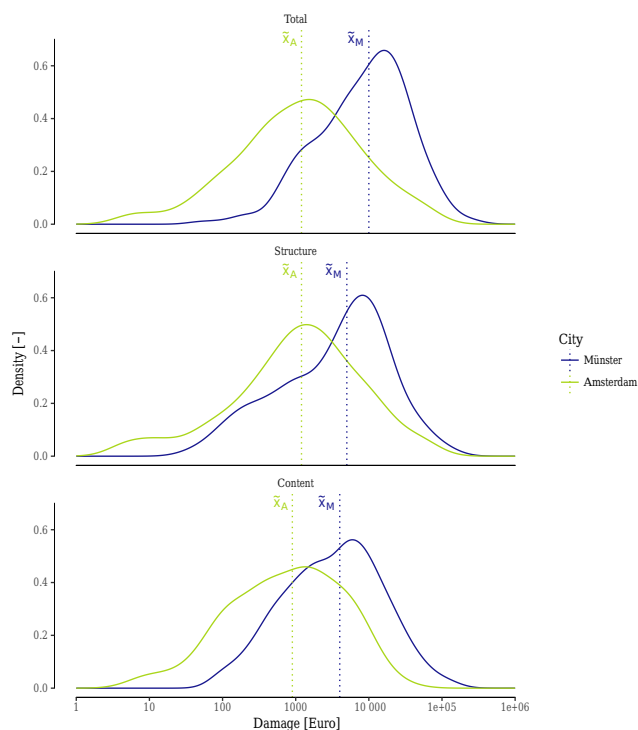 Total
x̃A x̃M
0.6
0.4
0.2
0.0
Structure
x̃A x̃M
0.6
0.4
0.2
0.0
Density [−]
City
Münster
Amsterdam
Content
x̃A x̃M
0.6
0.4
0.2
0.0
1 10 100 1000 10 000 1e+05 1e+06
Damage [Euro]